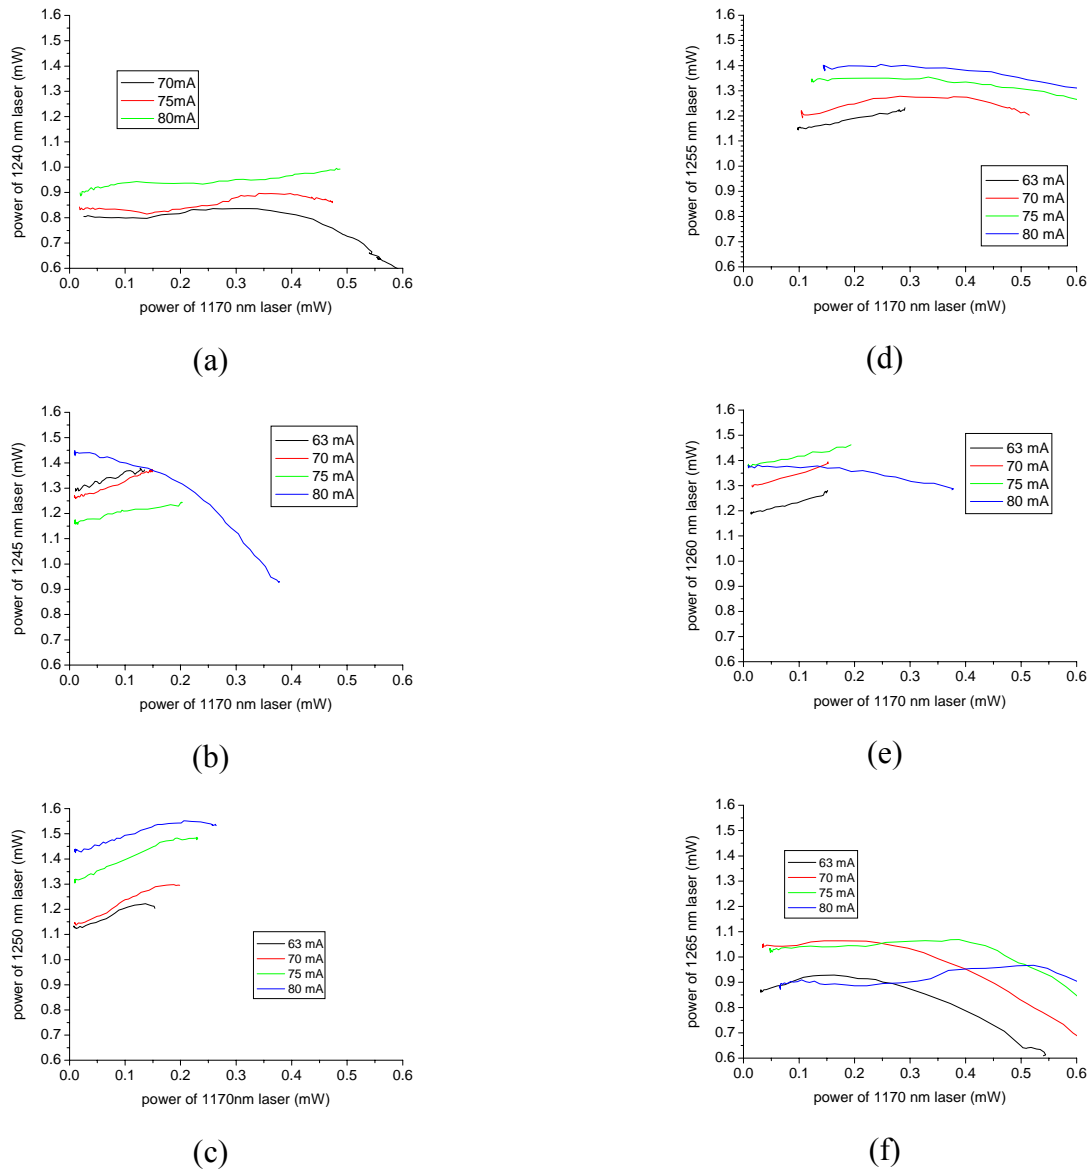 1.6
1.5
1.4
1.3
1.2
1.1
1.0
0.9
0.8
0.7
0.6
power of 1240 nm laser (mW)
70mA
75mA
80mA
0.0 0.1 0.2 0.3 0.4 0.5 0.6
power of 1170 nm laser (mW)
(a)
1.6
1.5
1.4
1.3
1.2
1.1
1.0
0.9
0.8
0.7
0.6
power of 1255 nm laser (mW)
63 mA
70 mA
75 mA
80 mA
0.0 0.1 0.2 0.3 0.4 0.5 0.6
power of 1170 nm laser (mW)
(d)
1.6
1.5
1.4
1.3
1.2
1.1
1.0
0.9
0.8
0.7
0.6
power of 1245 nm laser (mW)
63 mA
70 mA
75 mA
80 mA
0.0 0.1 0.2 0.3 0.4 0.5 0.6
power of 1170 nm laser (mW)
(b)
1.6
1.5
1.4
1.3
1.2
1.1
1.0
0.9
0.8
0.7
0.6
power of 1260 nm laser (mW)
63 mA
70 mA
75 mA
80 mA
0.0 0.1 0.2 0.3 0.4 0.5 0.6
power of 1170 nm laser (mW)
(e)
1.6
1.5
1.4
1.3
1.2
1.1
1.0
0.9
0.8
0.7
0.6
power of 1250 nm laser (mW)
63 mA
70 mA
75 mA
80 mA
0.0 0.1 0.2 0.3 0.4 0.5 0.6
power of 1170nm laser (mW)
(c)
1.6
1.5
1.4
1.3
1.2
1.1
1.0
0.9
0.8
0.7
0.6
power of 1265 nm laser (mW)
63 mA
70 mA
75 mA
80 mA
0.0 0.1 0.2 0.3 0.4 0.5 0.6
power of 1170 nm laser (mW)
(f)